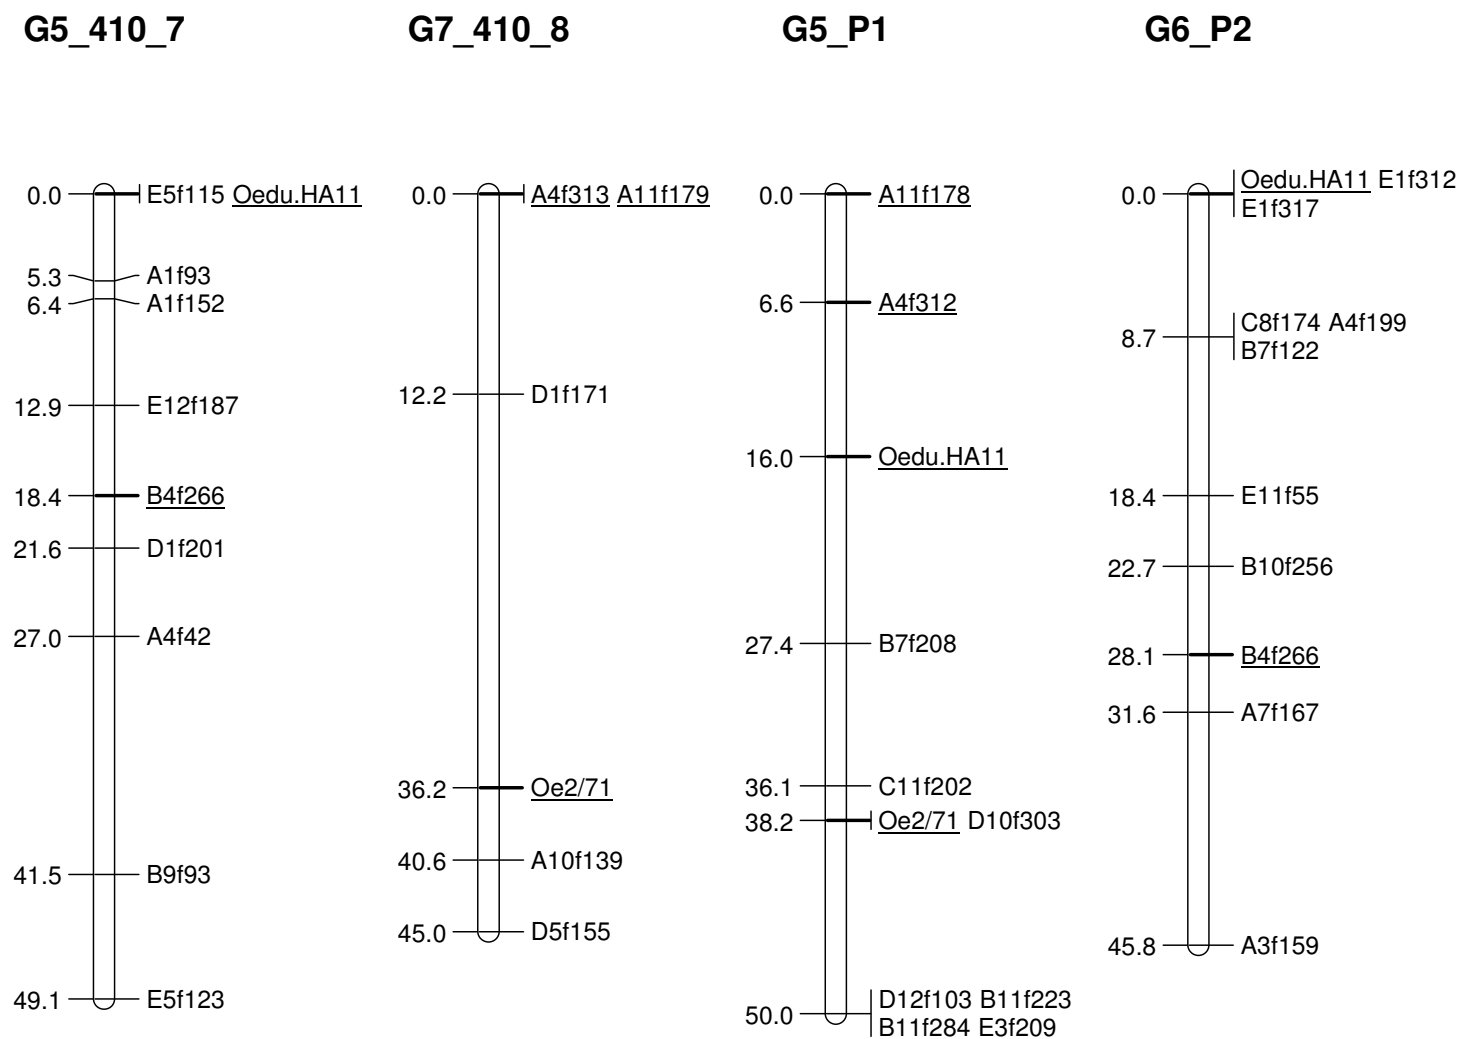 G5_410_7
0.0 E5f115 Oedu.HA11
5.3 A1f93
6.4 A1f152
12.9 E12f187
18.4 B4f266
21.6 D1f201
27.0 A4f42
41.5 B9f93
49.1 E5f123
G7_410_8
0.0 A4f313 A11f179
12.2 D1f171
36.2 Oe2/71
40.6 A10f139
45.0 D5f155
G5_P1
0.0 A11f178
6.6 A4f312
16.0 Oedu.HA11
27.4 B7f208
36.1 C11f202
38.2 Oe2/71 D10f303
50.0 D12f103 B11f223
B11f284 E3f209
G6_P2
0.0 Oedu.HA11 E1f312
E1f317
8.7 C8f174 A4f199
B7f122
18.4 E11f55
22.7 B10f256
28.1 B4f266
31.6 A7f167
45.8 A3f159